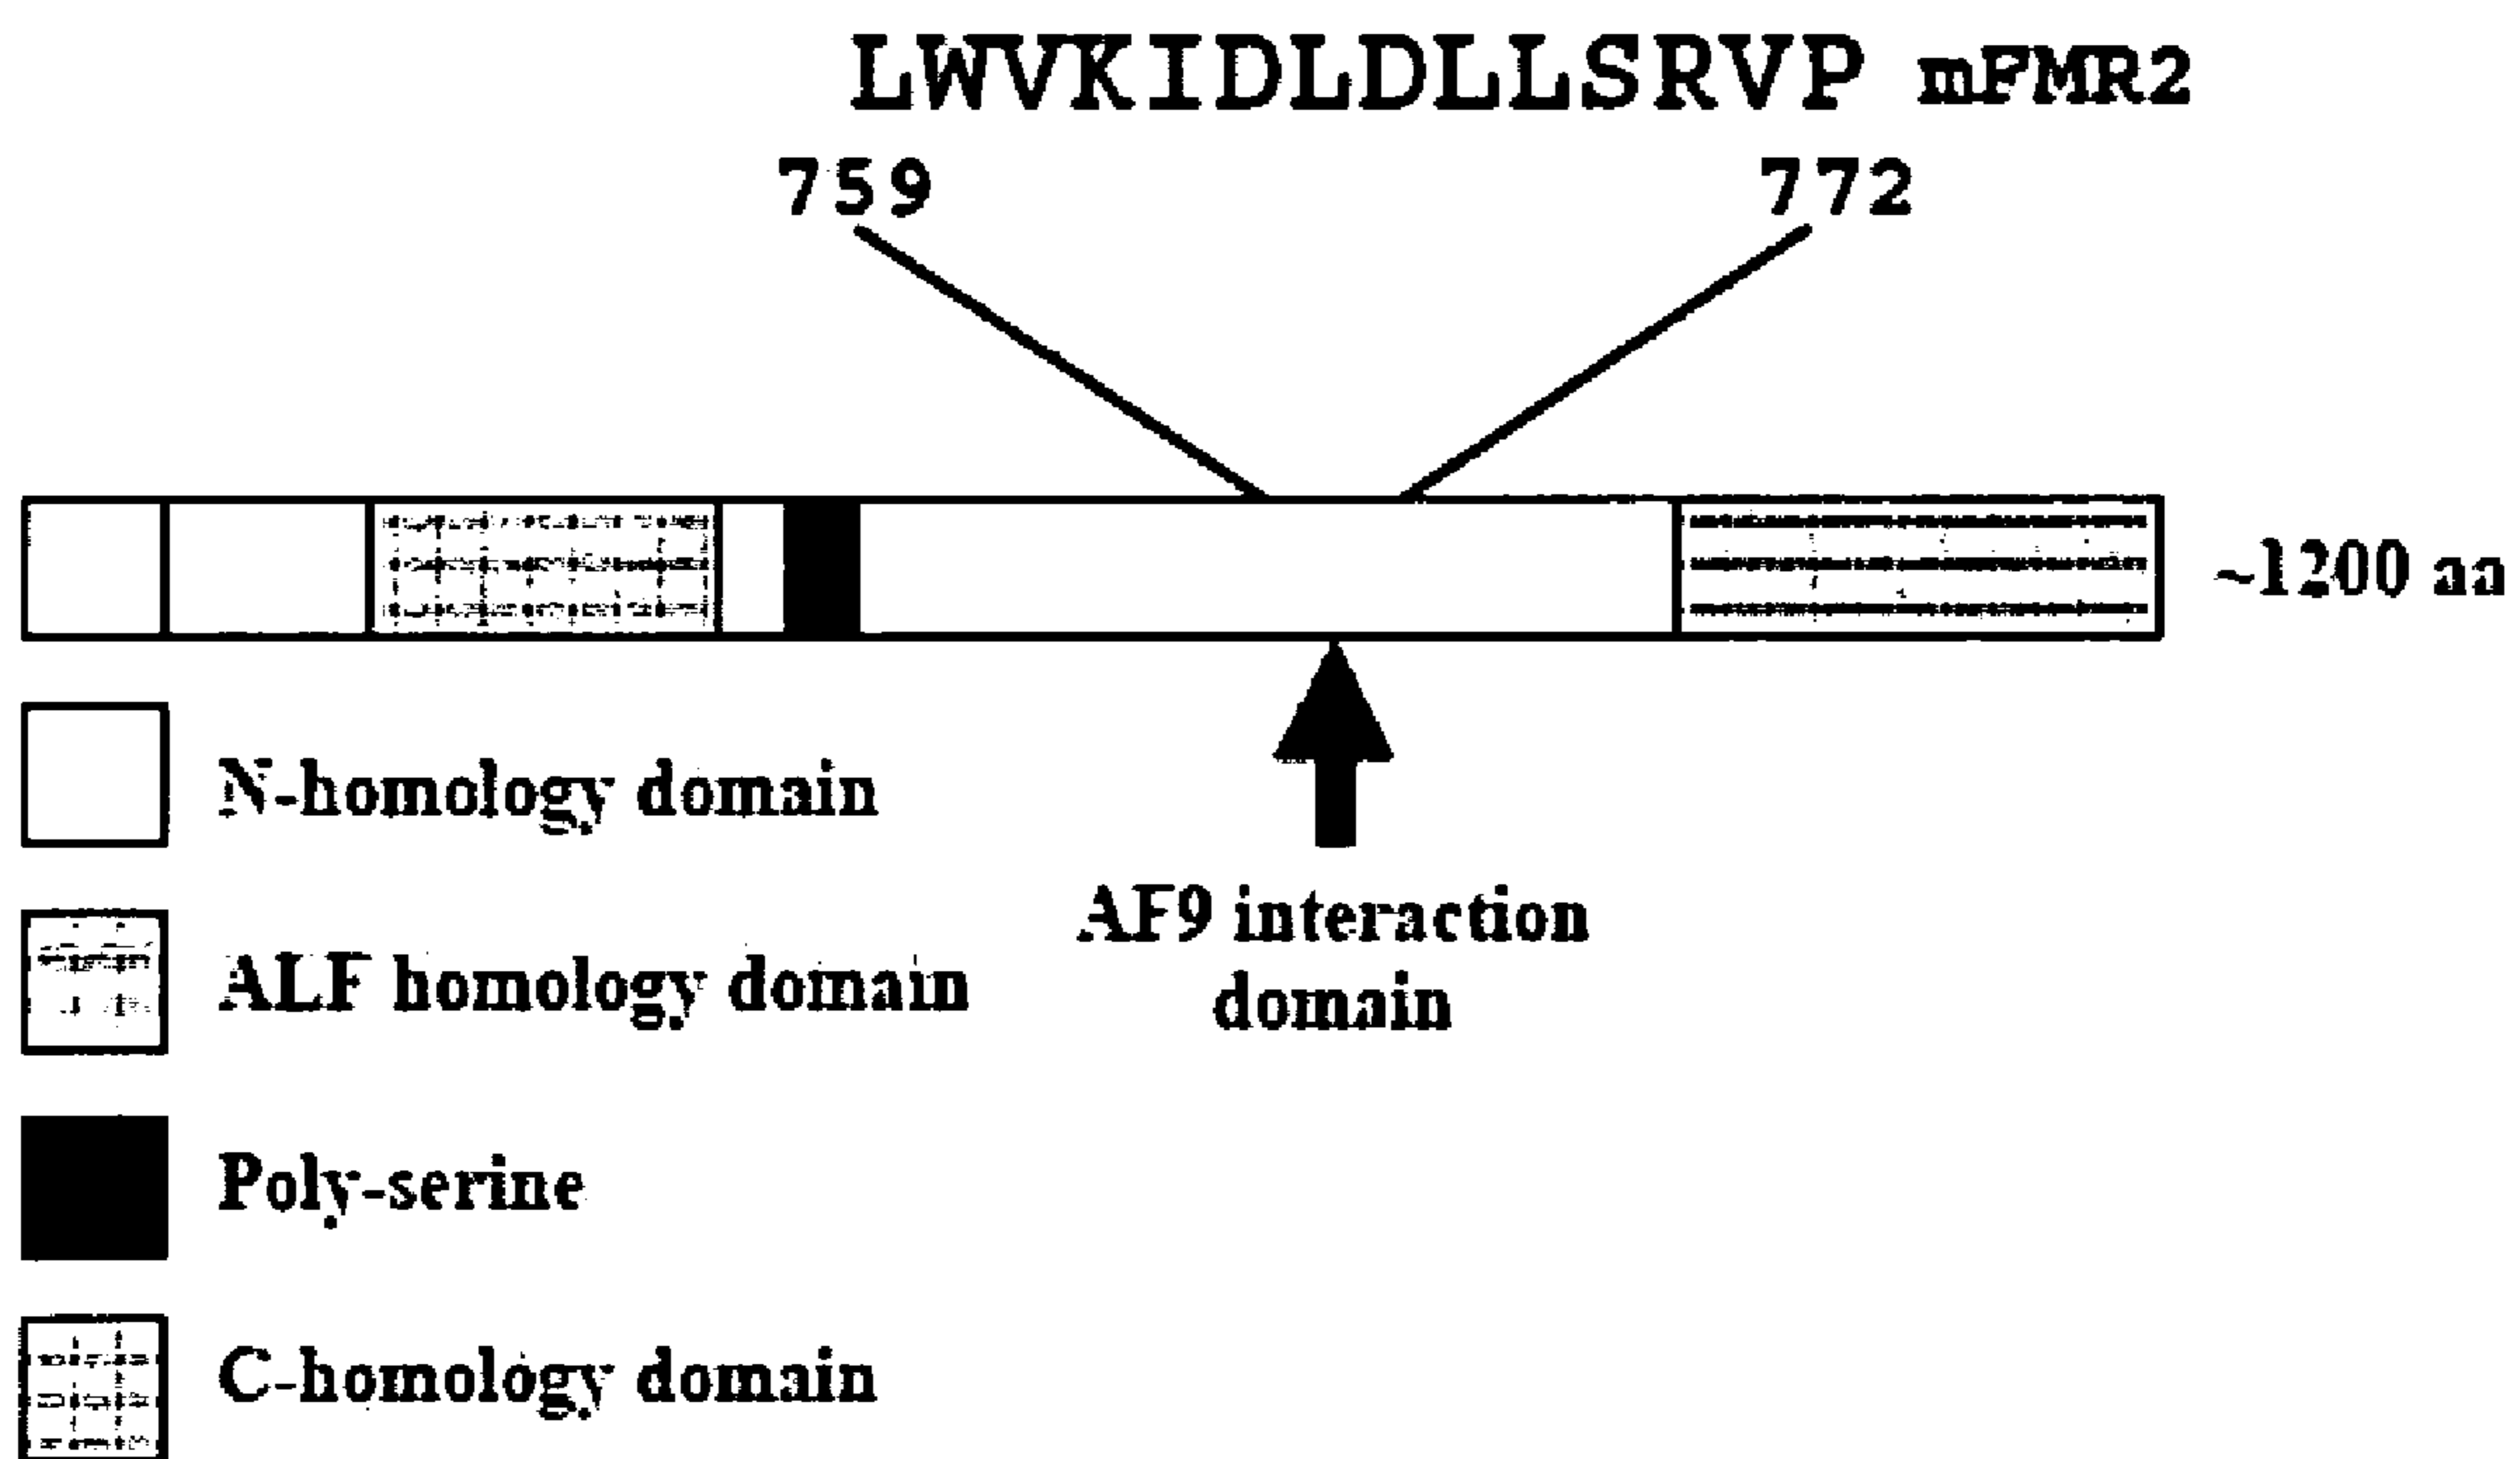 LWVKIDLDLLSRVP mFMR2
759 772
~1200 aa
N-homology domain
AF9 interaction
domain
ALF homology domain
Poly-serine
C-homology domain